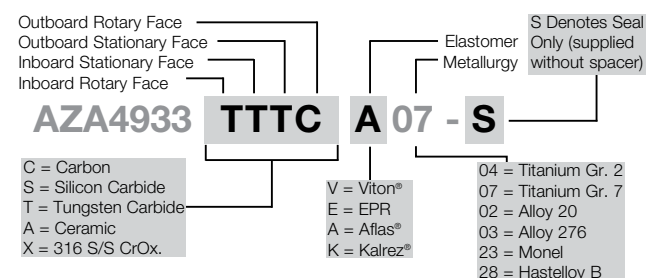 Outboard Rotary Face
Outboard Stationary Face
Inboard Stationary Face
Inboard Rotary Face
Elastomer
Metallurgy
S Denotes Seal
Only (supplied
without spacer)
AZA4933 TTTC A 07 - S
C = Carbon
S = Silicon Carbide
T = Tungsten Carbide
A = Ceramic
X = 316 S/S CrOx.
V = Viton®
E = EPR
A = Aflas®
K = Kalrez®
04 = Titanium Gr. 2
07 = Titanium Gr. 7
02 = Alloy 20
03 = Alloy 276
23 = Monel
28 = Hastelloy B